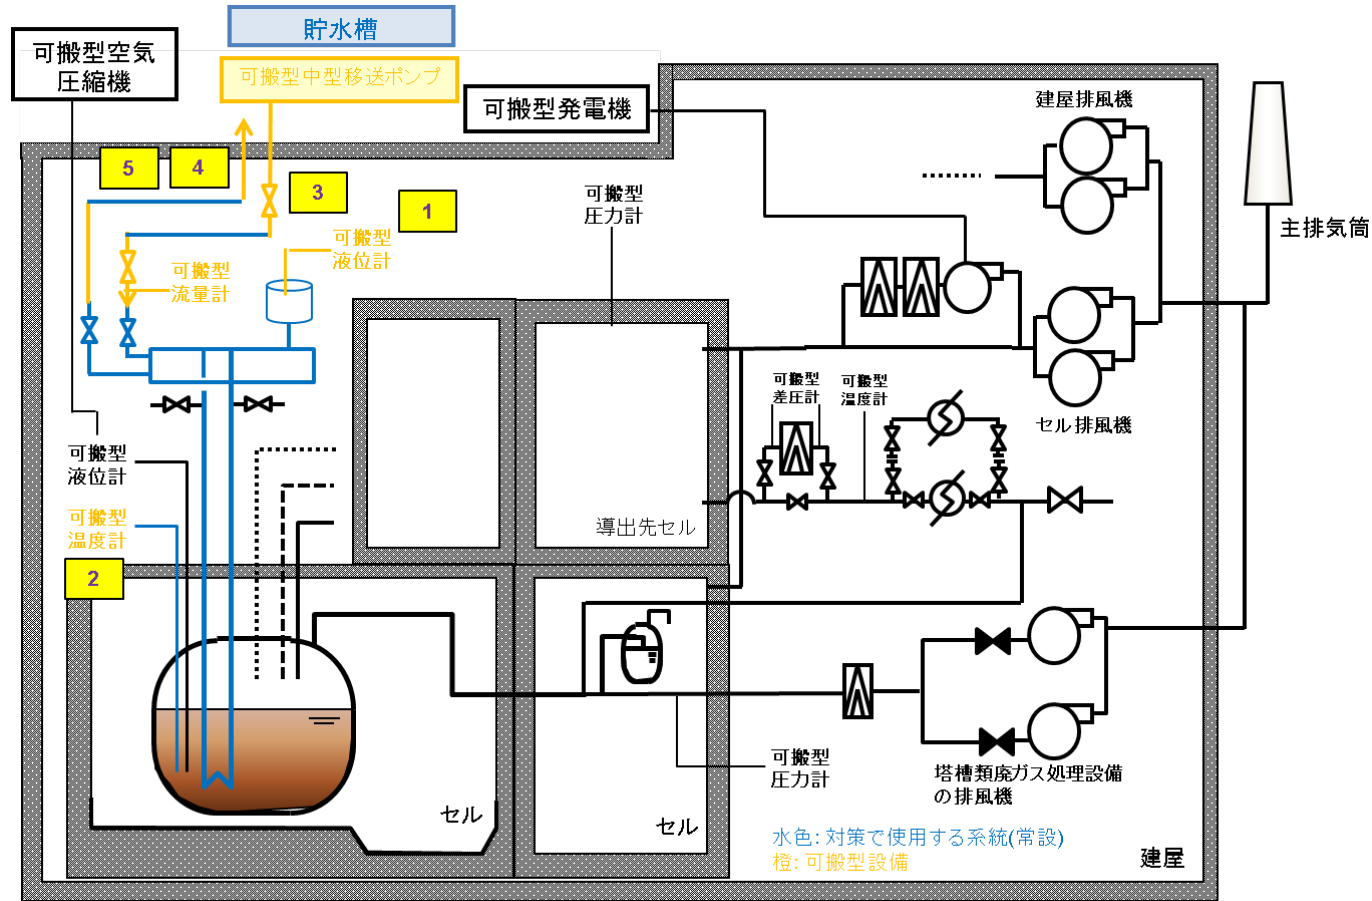 貯水槽
可搬型空気
圧縮機
可搬型中型移送ポンプ
可搬型発電機
建屋排風機
5
4
3
1
可搬型
圧力計
主排気筒
可搬型
液位計
可搬型
流量計
可搬型
差圧計
可搬型
温度計
セル排風機
可搬型
液位計
可搬型
温度計
導出先セル
2
可搬型
圧力計
塔槽類廃ガス処理設備
の排風機
セル
セル
水色：対策で使用する系統(常設)
橙：可搬型設備
建屋